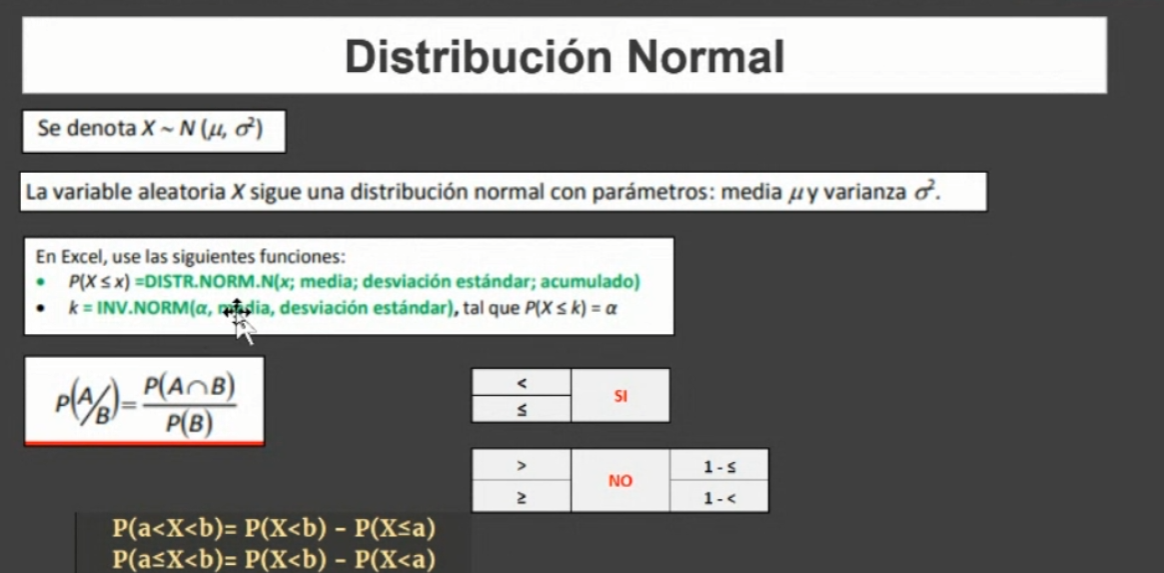 Distribución Normal
Se denota X ~ N (μ, σ²)
La variable aleatoria X sigue una distribución normal con parámetros: media μ y varianza σ².
En Excel, use las siguientes funciones:
• P(X ≤ x) =DISTR.NORM.N(x; media; desviación estándar; acumulado)
• k = INV.NORM(α, media, desviación estándar), tal que P(X ≤ k) = α
P(A/B) = P(A∩B) / P(B)
< SI
≤
> NO 1 - ≤
≥ 1 - <
P(a<X<b)= P(X<b) - P(X≤a)
P(a≤X<b)= P(X<b) - P(X<a)